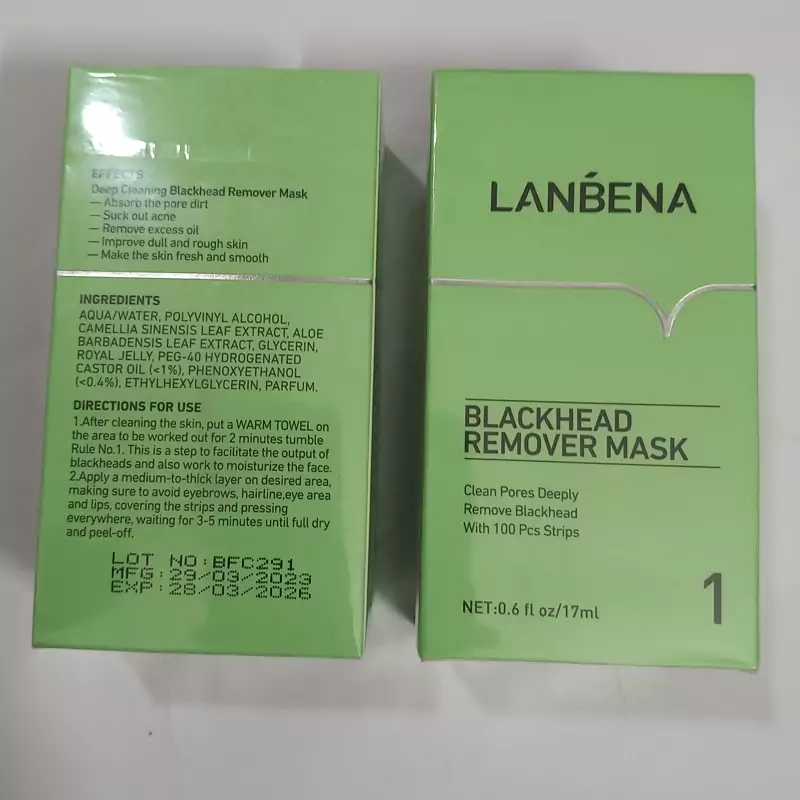 EFFECTS
Deep Cleaning Blackhead Remover Mask
— Absorb the pore dirt
— Suck out acne
— Remove excess oil
— Improve dull and rough skin
— Make the skin fresh and smooth
INGREDIENTS
AQUA/WATER, POLYVINYL ALCOHOL,
CAMELLIA SINENSIS LEAF EXTRACT, ALOE
BARBADENSIS LEAF EXTRACT, GLYCERIN,
ROYAL JELLY, PEG-40 HYDROGENATED
CASTOR OIL (<1%), PHENOXYETHANOL
(<0.4%), ETHYLHEXYLGLYCERIN, PARFUM.
DIRECTIONS FOR USE
1.After cleaning the skin, put a WARM TOWEL on
the area to be worked out for 2 minutes tumble
Rule No.1. This is a step to facilitate the output of
blackheads and also work to moisturize the face.
2.Apply a medium-to-thick layer on desired area,
making sure to avoid eyebrows, hairline,eye area
and lips, covering the strips and pressing
everywhere, waiting for 3-5 minutes until full dry
and peel-off.
LOT NO:BFC291
MFG:29/03/2023
EXP:28/03/2026
LANBENA
BLACKHEAD
REMOVER MASK
Clean Pores Deeply
Remove Blackhead
With 100 Pcs Strips
NET:0.6 fl oz/17ml
1